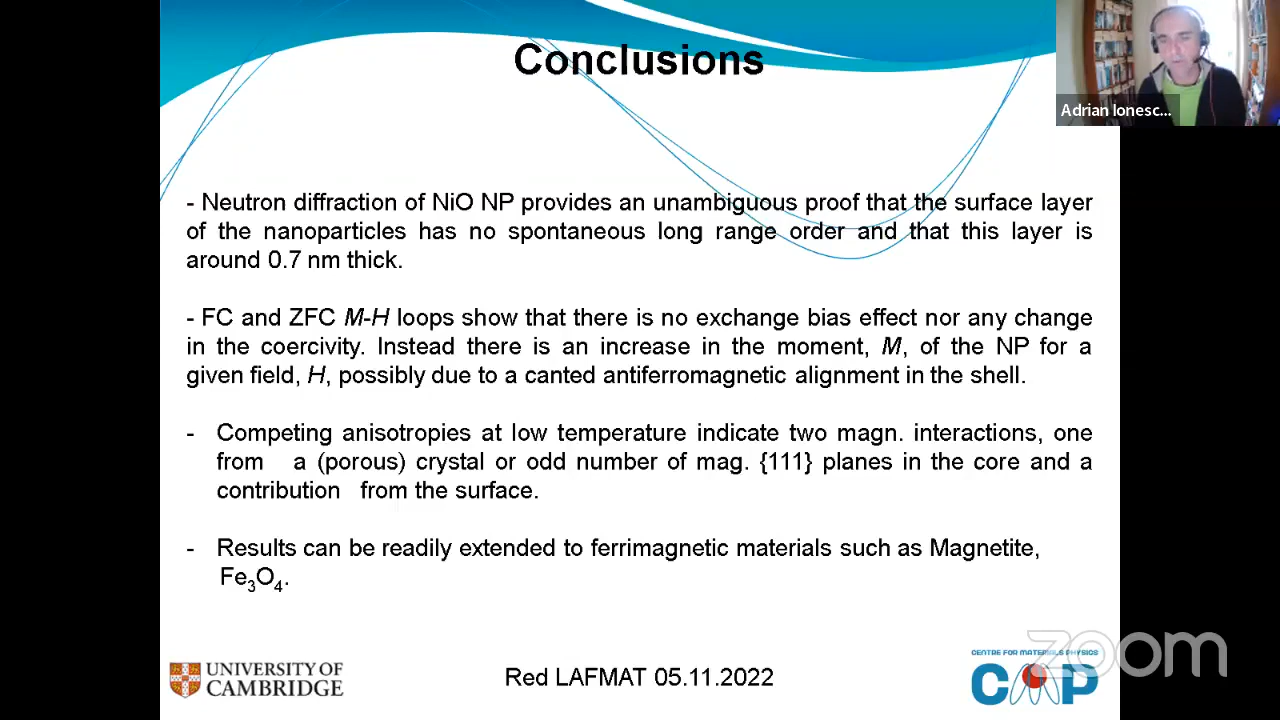 Conclusions
Adrian Ionesc...
- Neutron diffraction of NiO NP provides an unambiguous proof that the surface layer
of the nanoparticles has no spontaneous long range order and that this layer is
around 0.7 nm thick.
- FC and ZFC M-H loops show that there is no exchange bias effect nor any change
in the coercivity. Instead there is an increase in the moment, M, of the NP for a
given field, H, possibly due to a canted antiferromagnetic alignment in the shell.
- Competing anisotropies at low temperature indicate two magn. interactions, one
from a (porous) crystal or odd number of mag. {111} planes in the core and a
contribution from the surface.
- Results can be readily extended to ferrimagnetic materials such as Magnetite,
Fe3O4.
UNIVERSITY OF
CAMBRIDGE
Red LAFMAT 05.11.2022
CENTRE FOR MATERIALS PHYSICS
CMP
zoom